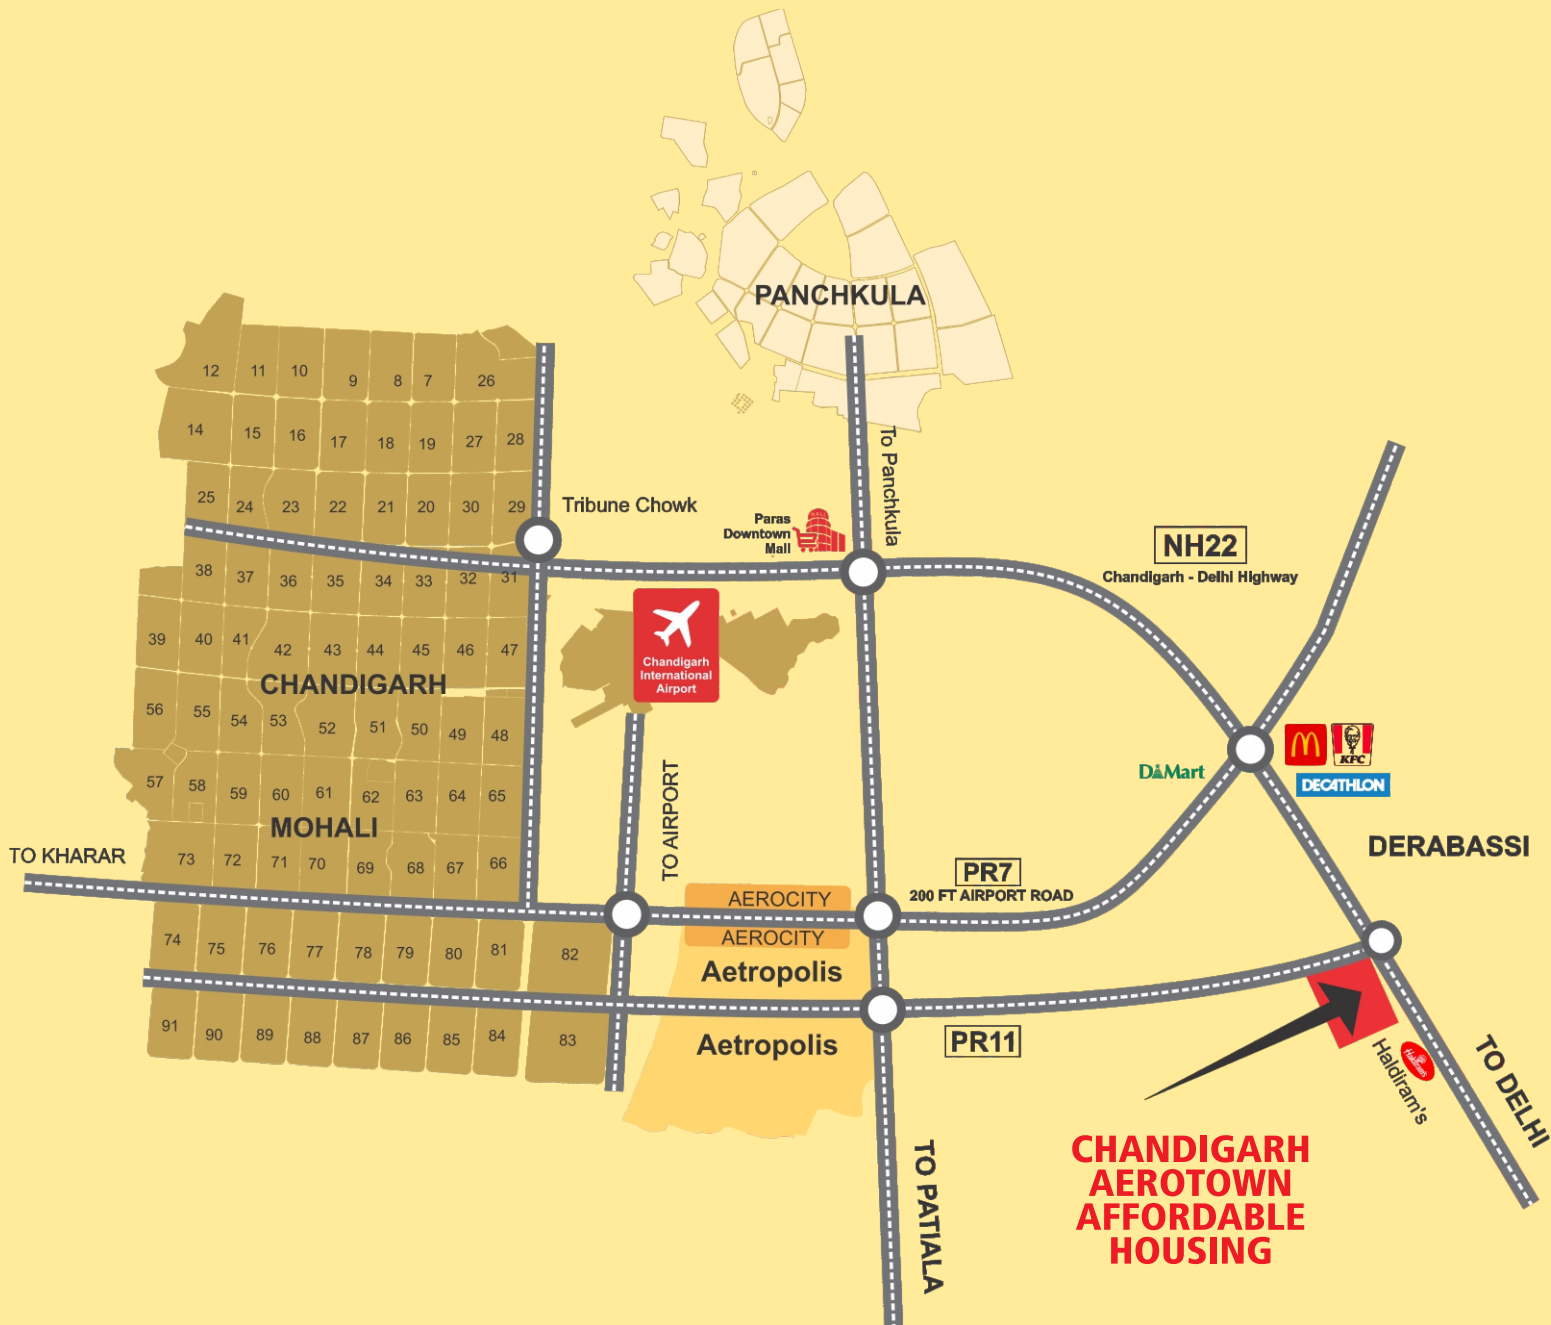 PANCHKULA
12 11 10 9 8 7 26
14 15 16 17 18 19 27 28
25 24 23 22 21 20 30 29
Tribune Chowk
Paras
Downtown
Mall
MALL
To Panchkula
NH22
Chandigarh - Delhi Highway
38 37 36 35 34 33 32 31
Chandigarh
International
Airport
39 40 41 42 43 44 45 46 47
CHANDIGARH
56 55 54 53 52 51 50 49 48
57 58 59 60 61 62 63 64 65
MOHALI
73 72 71 70 69 68 67 66
TO KHARAR
TO AIRPORT
D Mart
KFC
DECATHLON
DERABASSI
PR7
200 FT AIRPORT ROAD
AEROCITY
AEROCITY
74 75 76 77 78 79 80 81 82
Aetropolis
91 90 89 88 87 86 85 84 83
Aetropolis
PR11
Haldiram's
Haldiram's
TO DELHI
TO PATIALA
CHANDIGARH
AEROTOWN
AFFORDABLE
HOUSING